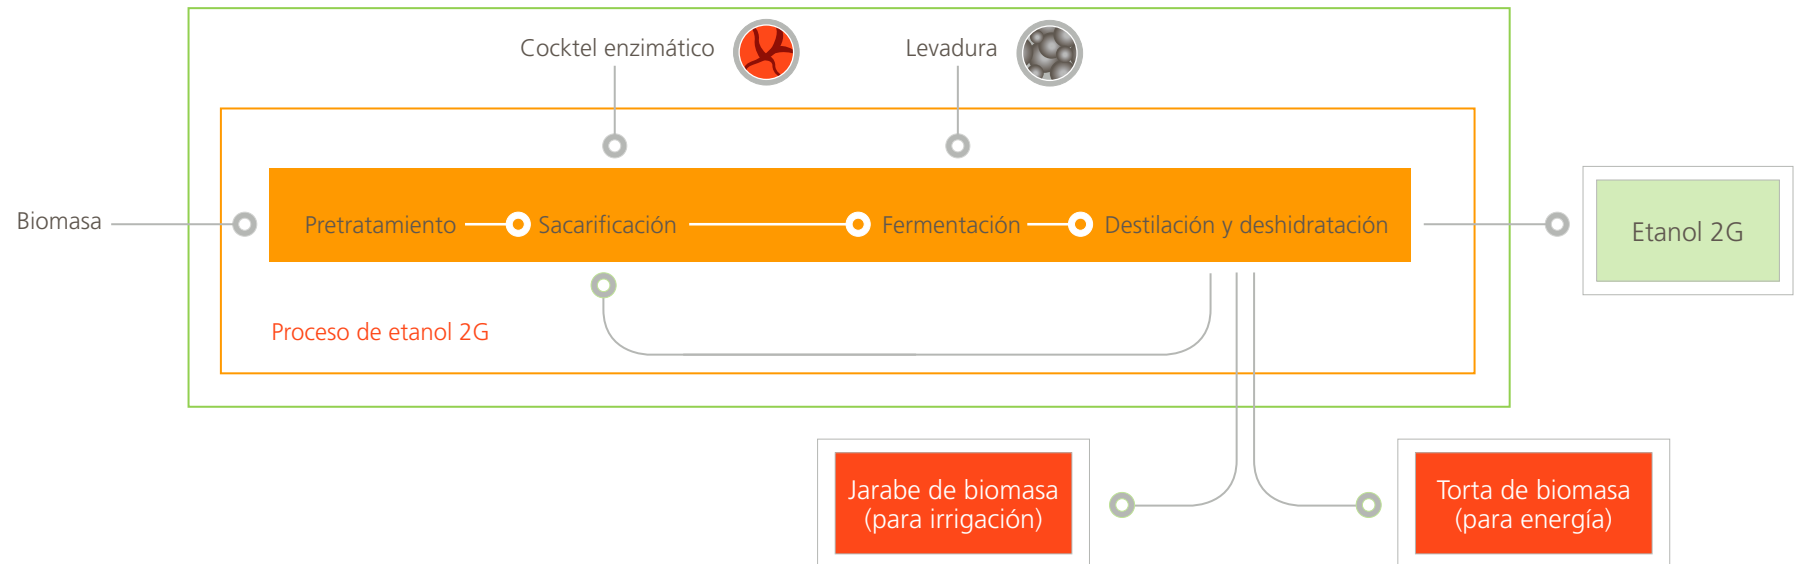 Cocktel enzimático
Levadura
Biomasa
Pretratamiento
Sacarificación
Fermentación
Destilación y deshidratación
Etanol 2G
Proceso de etanol 2G
Jarabe de biomasa
(para irrigación)
Torta de biomasa
(para energía)